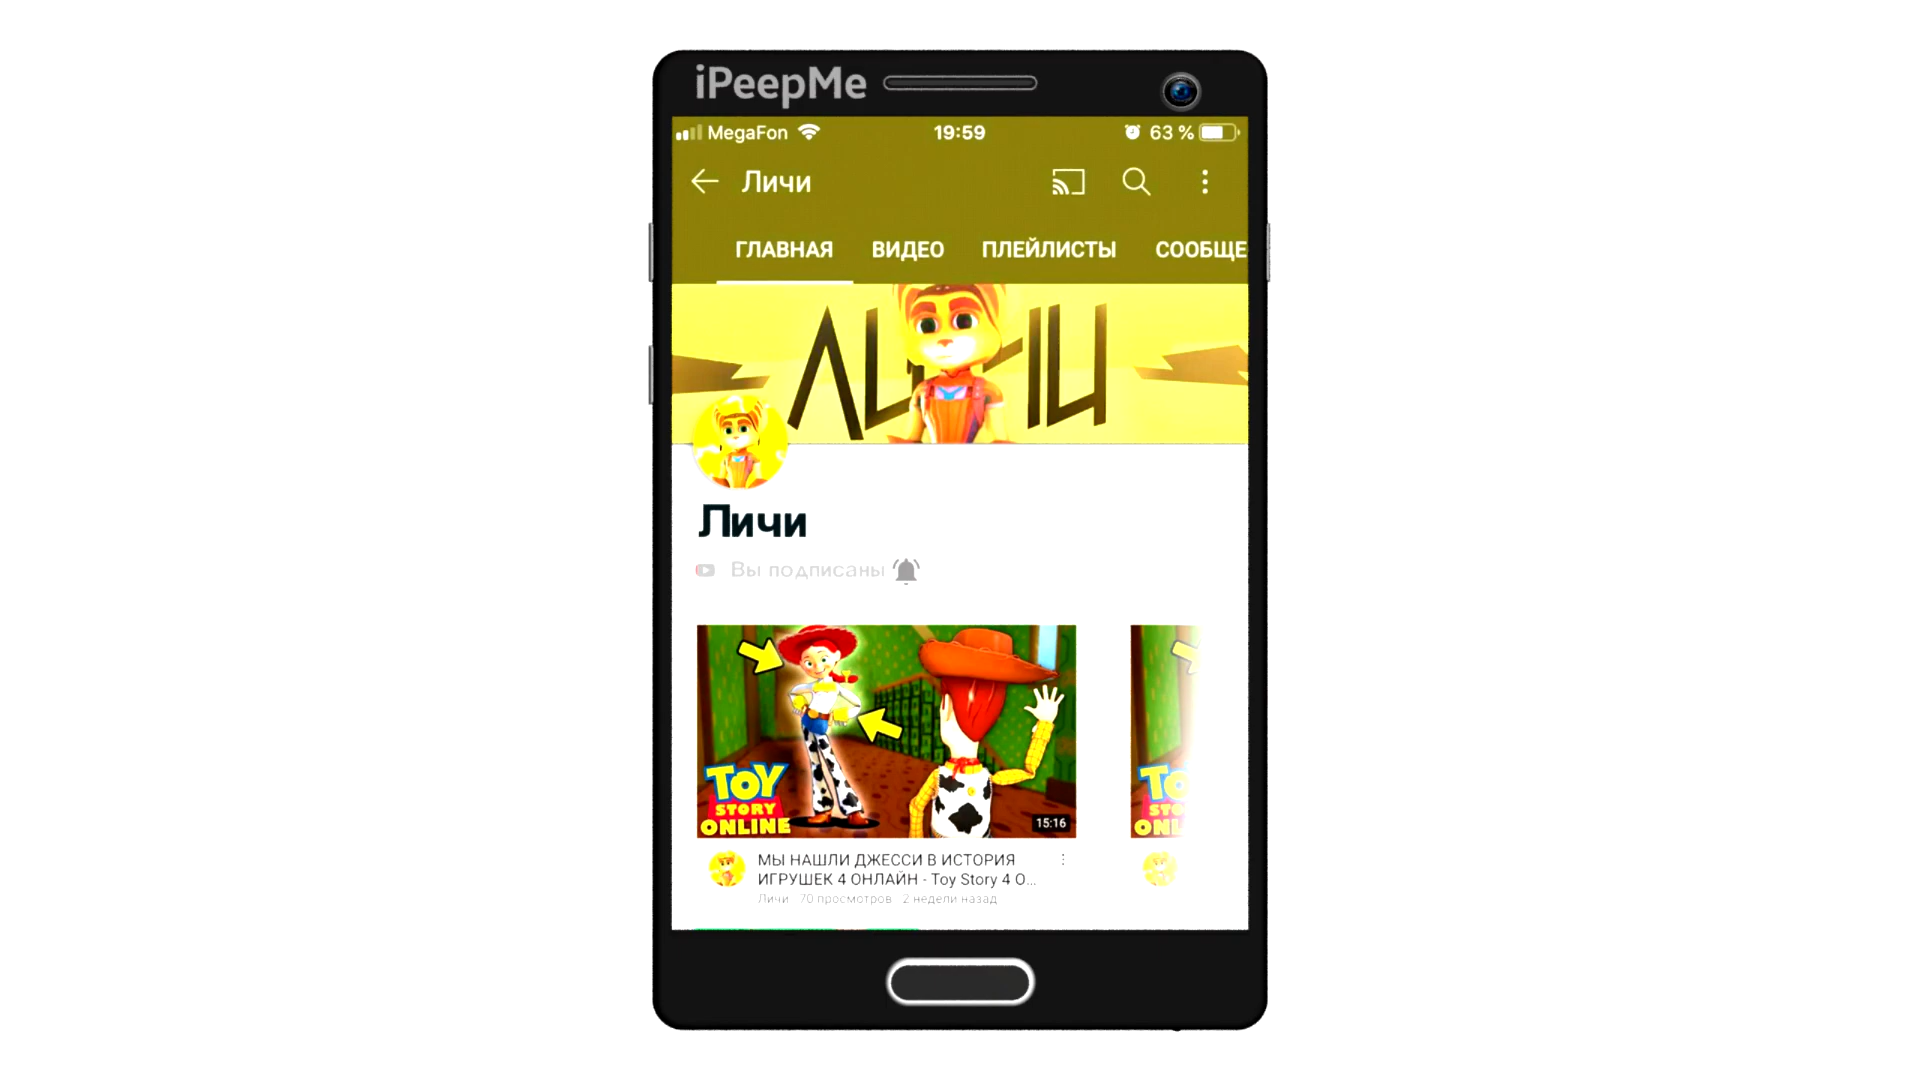 iPeepMe
MegaFon 19:59 63 %
Личи
ГЛАВНАЯ ВИДЕО ПЛЕЙЛИСТЫ СООБЩЕ
Личи
Вы подписаны
TOY
STORY
ONLINE
15:16
МЫ НАШЛИ ДЖЕССИ В ИСТОРИЯ
ИГРУШЕК 4 ОНЛАЙН - Toy Story 4 O...
Личи 70 просмотров 2 недели назад